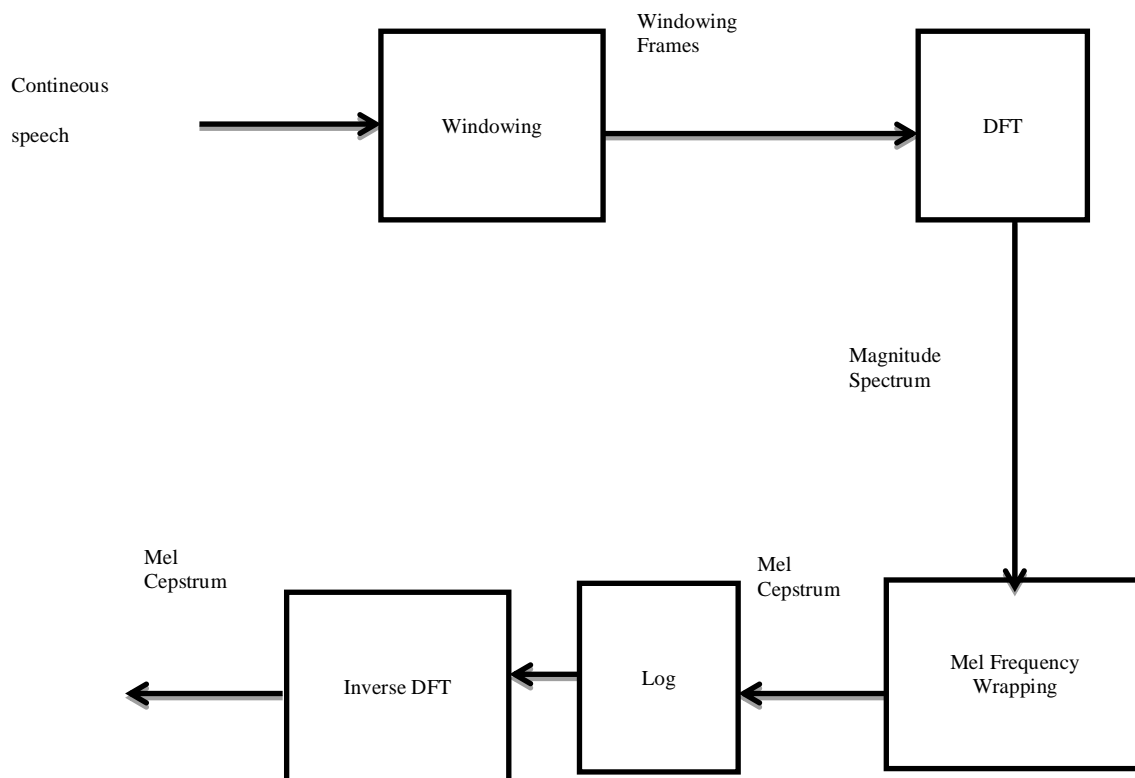 Contineous
speech
Windowing
Windowing
Frames
DFT
Magnitude
Spectrum
Mel Frequency
Wrapping
Mel
Cepstrum
Log
Inverse DFT
Mel
Cepstrum